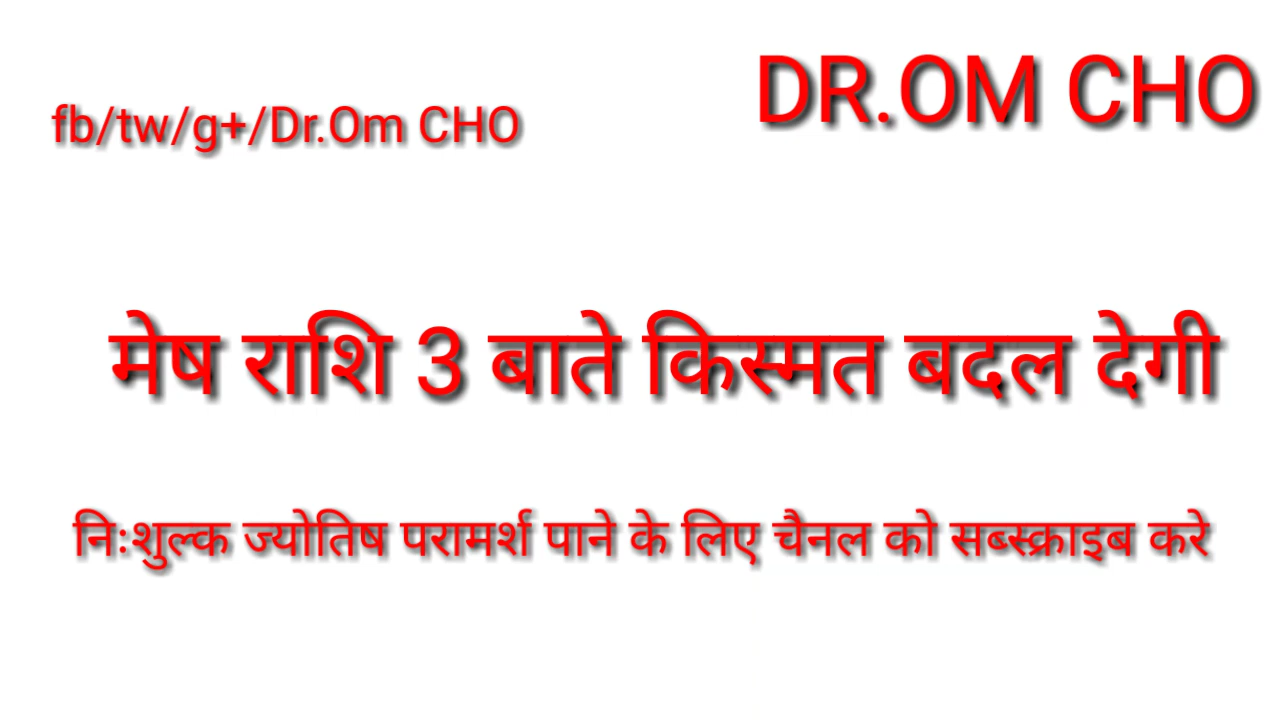 DR.OM CHO
fb/tw/g+/Dr.Om CHO
मेष राशि 3 बाते किस्मत बदल देगी
नि:शुल्क ज्योतिष परामर्श पाने के लिए चैनल को सब्स्क्राइब करे